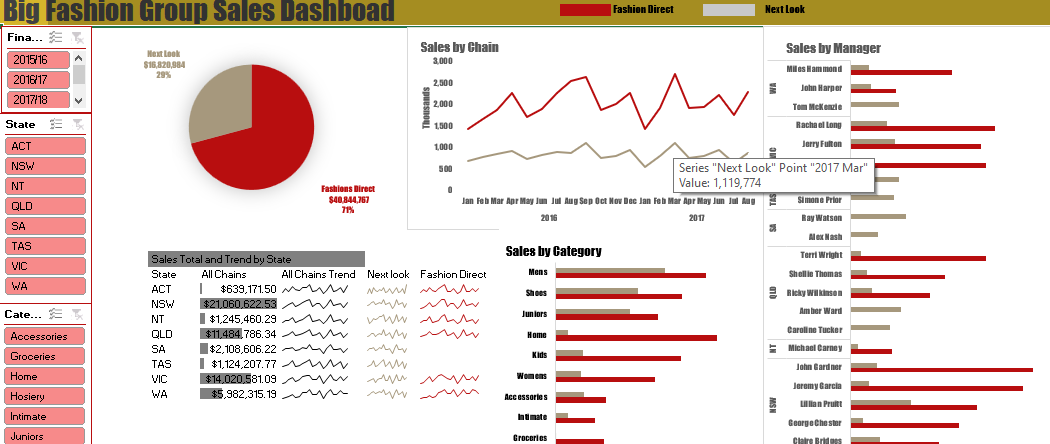 Big Fashion Group Sales Dashboad
Fashion Direct
Next Look
Fina...
2015/16
2016/17
2017/18
State
ACT
NSW
NT
QLD
SA
TAS
VIC
WA
Cate...
Accessories
Groceries
Home
Hosiery
Intimate
Juniors
Next Look
$16,820,984
29%
Fashions Direct
$40,844,767
71%
Sales by Chain
Thousands
3,000
2,500
2,000
1,500
1,000
500
0
Jan Feb Mar Apr May Jun Jul Aug Sep Oct Nov Dec Jan Feb Mar Apr May Jun Jul Aug
2016 2017
Series "Next Look" Point "2017 Mar"
Value: 1,119,774
Sales by Manager
WA
Miles Hammond
John Harper
Tom McKenzie
Rachael Long
Jerry Fulton
TAS
Simone Prior
SA
Ray Watson
Alex Nash
QLD
Terri Wright
Shellie Thomas
Ricky Wilkinson
Amber Ward
Caroline Tucker
NT
Michael Carney
NSW
John Gardner
Jeremy Garcia
Lillian Pruitt
George Chester
Claire Bridges
Sales Total and Trend by State
State All Chains All Chains Trend Next look Fashion Direct
ACT $639,171.50
NSW $21,060,622.53
NT $1,245,460.29
QLD $11,484,786.34
SA $2,108,606.22
TAS $1,124,207.77
VIC $14,020,581.09
WA $5,982,315.19
Sales by Category
Mens
Shoes
Juniors
Home
Kids
Womens
Accessories
Intimate
Groceries